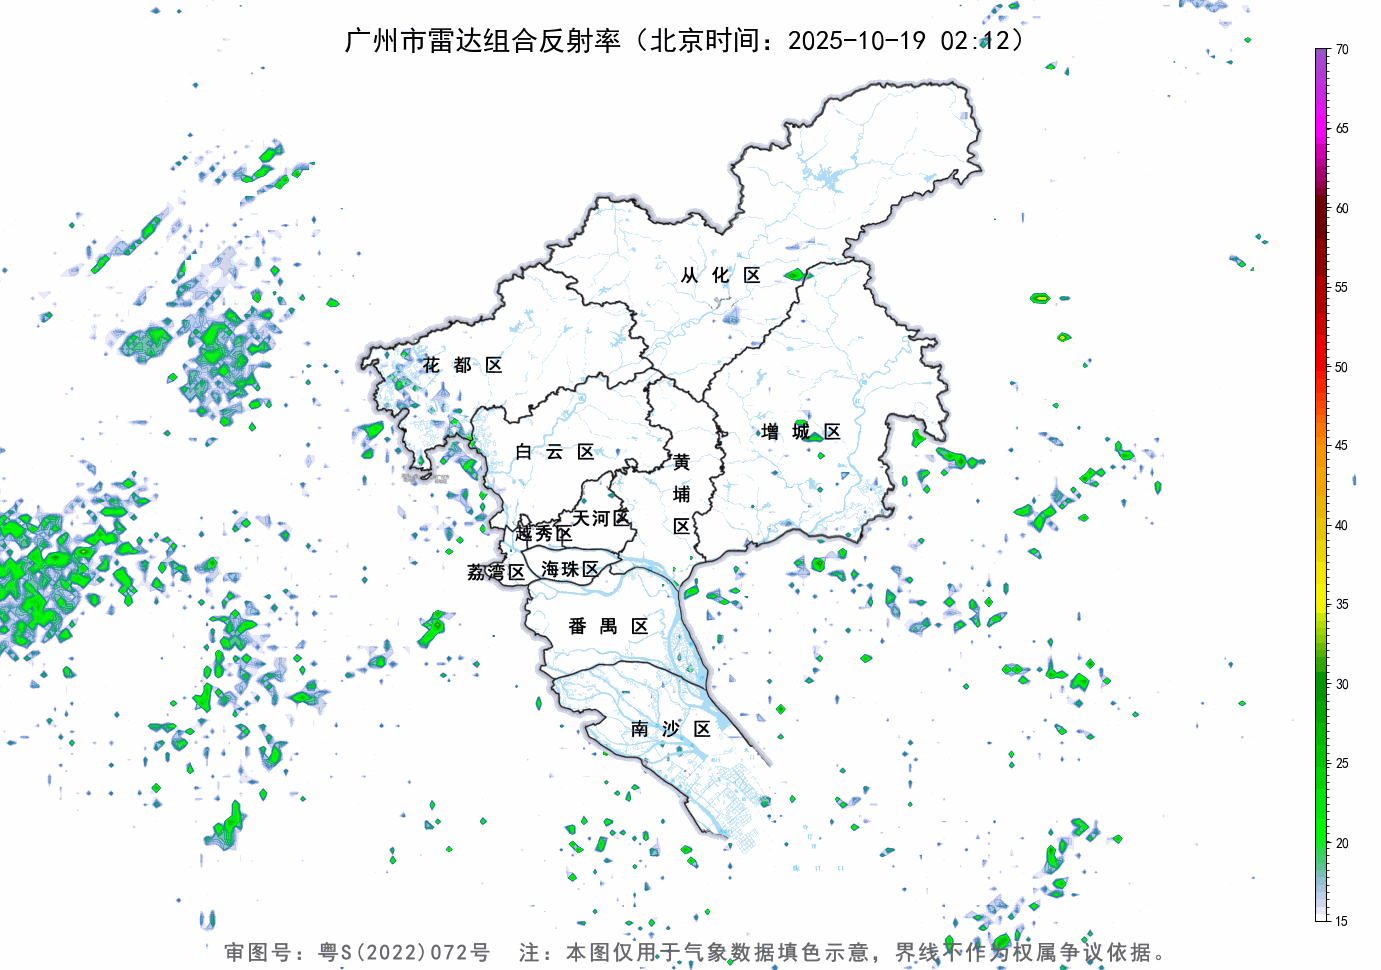 广州市雷达组合反射率（北京时间：2025-10-19 02:12）
70
65
60
55
50
45
40
35
30
25
20
15
从化区
花都区
增城区
白云区
黄埔区
天河区
越秀区
荔湾区
海珠区
番禺区
南沙区
审图号：粤S(2022)072号 注：本图仅用于气象数据填色示意，界线不作为权属争议依据。